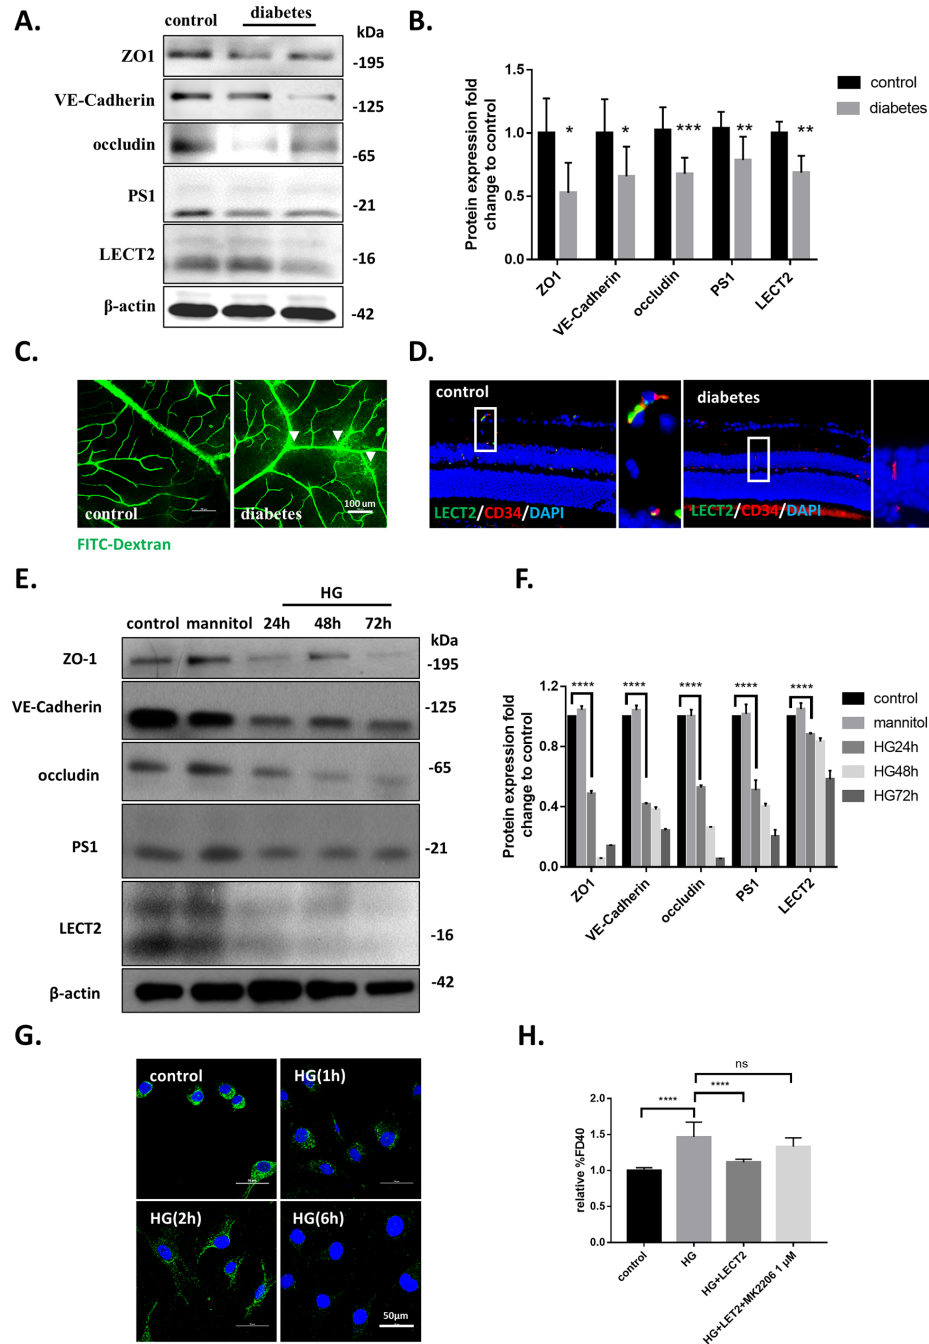 A.
control diabetes
kDa
ZO1
-195
VE-Cadherin
-125
occludin
-65
PS1
-21
LECT2
-16
β-actin
-42
B.
Protein expression fold
change to control
1.5
1.0
0.5
0.0
* * *** ** **
control
diabetes
ZO1
VE-Cadherin
occludin
PS1
LECT2
C.
control
diabetes
100 um
FITC-Dextran
D.
control
LECT2/CD34/DAPI
diabetes
LECT2/CD34/DAPI
E.
HG
control mannitol 24h 48h 72h
kDa
ZO-1
-195
VE-Cadherin
-125
occludin
-65
PS1
-21
LECT2
-16
β-actin
-42
F.
Protein expression fold
change to control
1.2
0.8
0.4
0.0
**** **** **** **** ****
control
mannitol
HG24h
HG48h
HG72h
ZO1
VE-Cadherin
occludin
PS1
LECT2
G.
control
HG(1h)
HG(2h)
HG(6h)
50μm
H.
relative %FD40
2.0
1.5
1.0
0.5
0.0
ns
**** ****
control
HG
HG+LECT2
HG+LET2+MK2206 1 μM